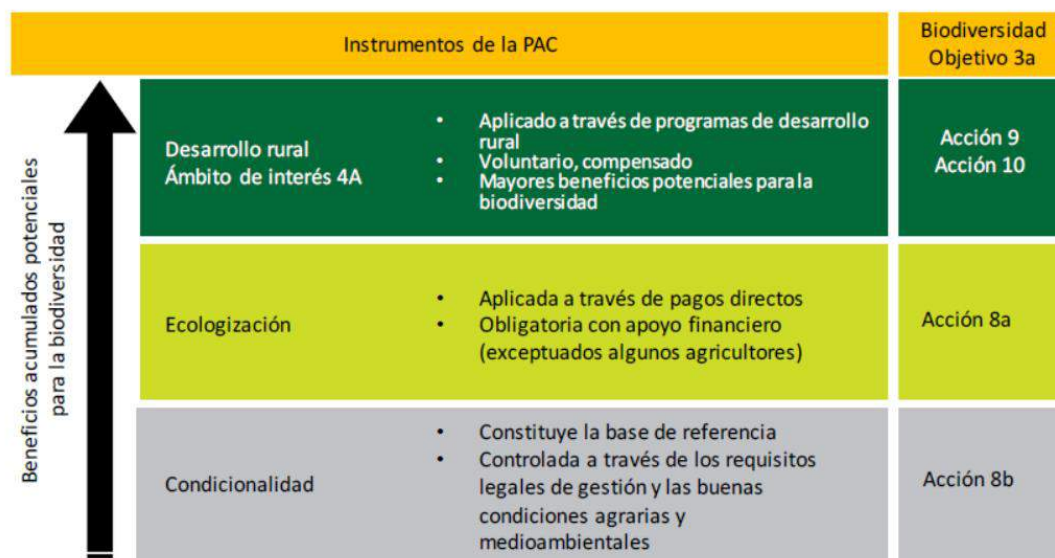 Instrumentos de la PAC
Biodiversidad
Objetivo 3a
Beneficios acumulados potenciales
para la biodiversidad
Desarrollo rural
Ámbito de interés 4A
• Aplicado a través de programas de desarrollo
rural
• Voluntario, compensado
• Mayores beneficios potenciales para la
biodiversidad
Acción 9
Acción 10
Ecologización
• Aplicada a través de pagos directos
• Obligatoria con apoyo financiero
(exceptuados algunos agricultores)
Acción 8a
Condicionalidad
• Constituye la base de referencia
• Controlada a través de los requisitos
legales de gestión y las buenas
condiciones agrarias y
medioambientales
Acción 8b